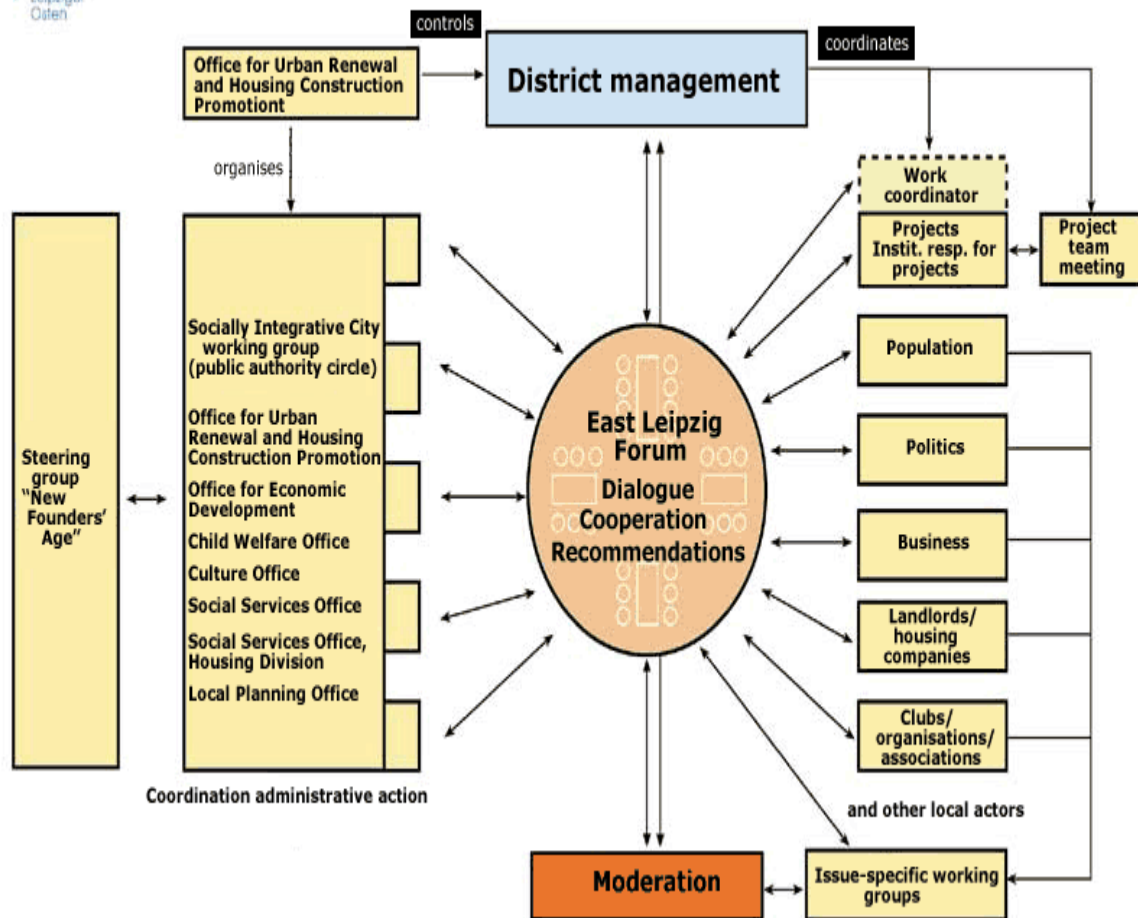 Osten
controls
coordinates
Office for Urban Renewal
and Housing Construction
Promotiont
District management
organises
Work
coordinator
Projects
Instit. resp. for
projects
Project
team
meeting
Socially Integrative City
working group
(public authority circle)
Office for Urban
Renewal and Housing
Construction Promotion
Office for Economic
Development
Child Welfare Office
Culture Office
Social Services Office
Social Services Office,
Housing Division
Local Planning Office
Steering
group
“New
Founders’
Age”
East Leipzig
Forum
Dialogue
Cooperation
Recommendations
Population
Politics
Business
Landlords/
housing
companies
Clubs/
organisations/
associations
Coordination administrative action
and other local actors
Moderation
Issue-specific working
groups